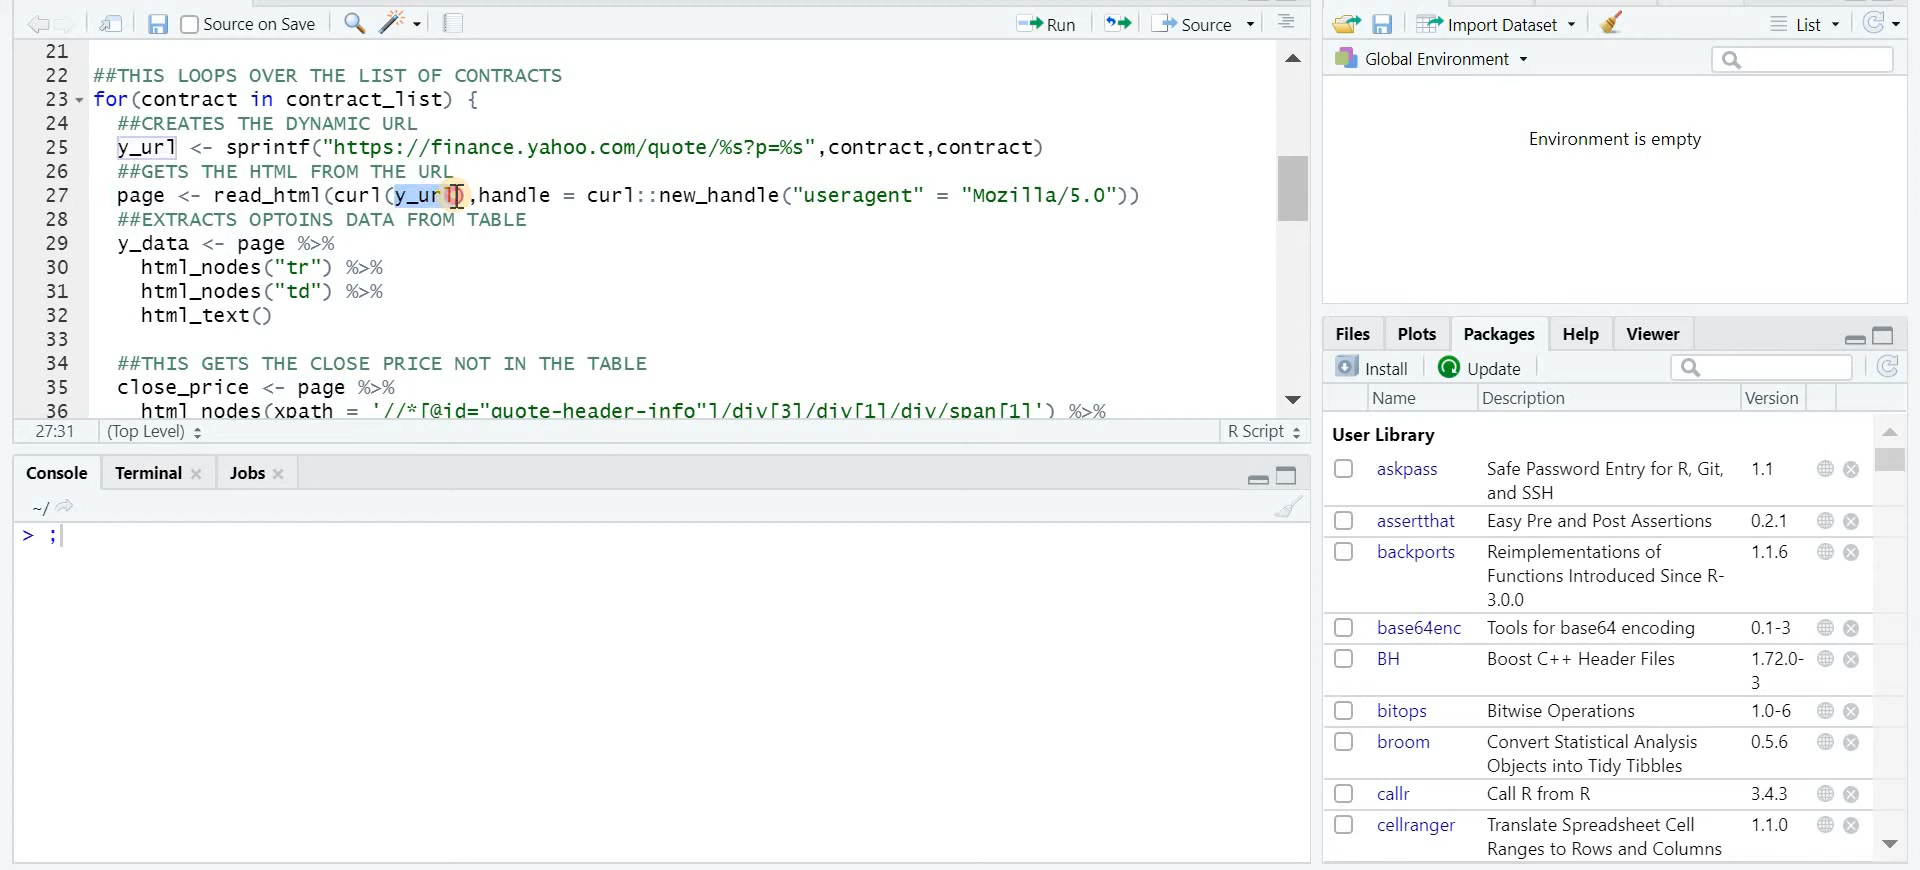 Source on Save
Run
Source
21
22 ##THIS LOOPS OVER THE LIST OF CONTRACTS
23 for(contract in contract_list) {
24 ##CREATES THE DYNAMIC URL
25 y_url <- sprintf("https://finance.yahoo.com/quote/%s?p=%s",contract,contract)
26 ##GETS THE HTML FROM THE URL
27 page <- read_html(curl(y_url),handle = curl::new_handle("useragent" = "Mozilla/5.0"))
28 ##EXTRACTS OPTOINS DATA FROM TABLE
29 y_data <- page %>%
30 html_nodes("tr") %>%
31 html_nodes("td") %>%
32 html_text()
33
34 ##THIS GETS THE CLOSE PRICE NOT IN THE TABLE
35 close_price <- page %>%
36 html_nodes(xpath = '//*[@id="quote-header-info"]/div[3]/div[1]/div/span[1]') %>%
27:31 (Top Level) R Script
Console Terminal Jobs
~/
> ;
Import Dataset List
Global Environment
Environment is empty
Files Plots Packages Help Viewer
Install Update
Name Description Version
User Library
askpass Safe Password Entry for R, Git, 1.1
and SSH
assertthat Easy Pre and Post Assertions 0.2.1
backports Reimplementations of 1.1.6
Functions Introduced Since R-
3.0.0
base64enc Tools for base64 encoding 0.1-3
BH Boost C++ Header Files 1.72.0-
3
bitops Bitwise Operations 1.0-6
broom Convert Statistical Analysis 0.5.6
Objects into Tidy Tibbles
callr Call R from R 3.4.3
cellranger Translate Spreadsheet Cell 1.1.0
Ranges to Rows and Columns